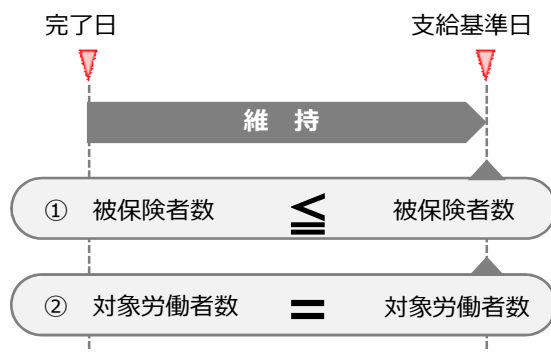 完了日 支給基準日
維 持
① 被保険者数 ≦ 被保険者数
② 対象労働者数 = 対象労働者数